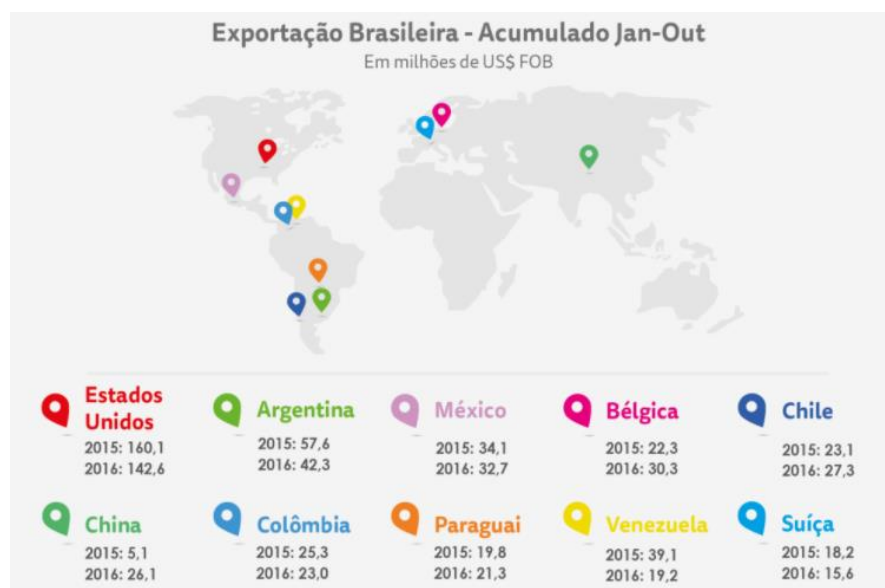 Exportação Brasileira - Acumulado Jan-Out
Em milhões de US$ FOB
Estados
Unidos
2015: 160,1
2016: 142,6
Argentina
2015: 57,6
2016: 42,3
México
2015: 34,1
2016: 32,7
Bélgica
2015: 22,3
2016: 30,3
Chile
2015: 23,1
2016: 27,3
China
2015: 5,1
2016: 26,1
Colômbia
2015: 25,3
2016: 23,0
Paraguai
2015: 19,8
2016: 21,3
Venezuela
2015: 39,1
2016: 19,2
Suíça
2015: 18,2
2016: 15,6